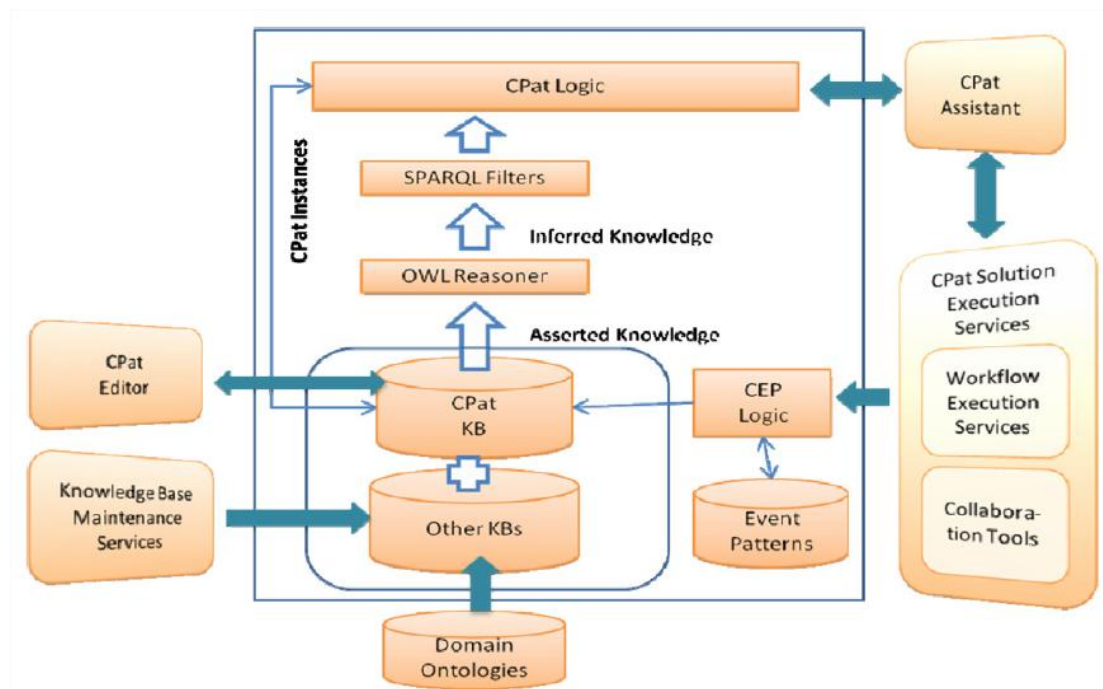 CPat Logic
CPat
Assistant
CPat Instances
SPARQL Filters
Inferred Knowledge
OWL Reasoner
Asserted Knowledge
CPat Solution
Execution
Services
CPat
Editor
CPat
KB
CEP
Logic
Workflow
Execution
Services
Knowledge Base
Maintenance
Services
Other KBs
Event
Patterns
Collabora-
tion Tools
Domain
Ontologies